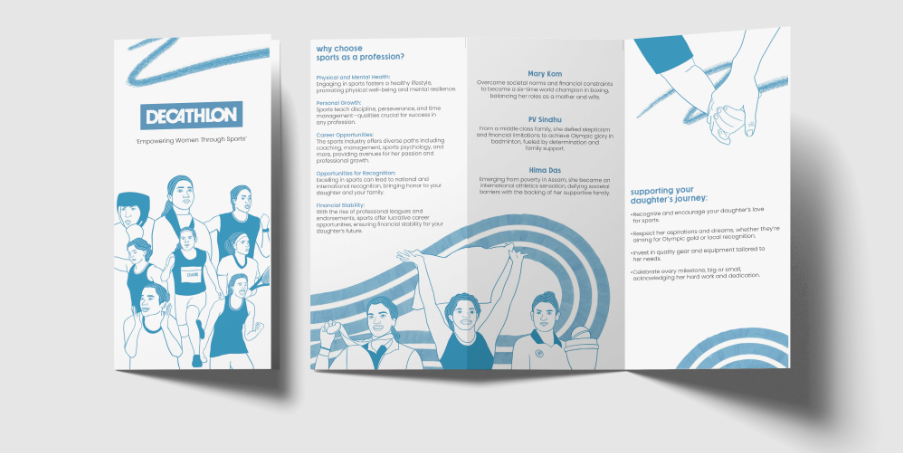 DECATHLON
'Empowering Women Through Sports'
why choose
sports as a profession?
Physical and Mental Health:
Engaging in sports fosters a healthy lifestyle,
promoting physical well-being and mental resilience.
Personal Growth:
Sports teach discipline, perseverance, and time
management—qualities crucial for success in
any profession.
Career Opportunities:
The sports industry offers diverse paths including
coaching, management, sports psychology, and
more, providing avenues for her passion and
professional growth.
Opportunities for Recognition:
Excelling in sports can lead to national and
international recognition, bringing honor to your
daughter and your family.
Financial Stability:
With the rise of professional leagues and
endorsements, sports offer lucrative career
opportunities, ensuring financial stability for your
daughter's future.
Mary Kom
Overcame societal norms and financial constraints
to become a six-time world champion in boxing,
balancing her roles as a mother and wife.
PV Sindhu
From a middle-class family, she defied skepticism
and financial limitations to achieve Olympic glory in
badminton, fueled by determination and
family support.
Hima Das
Emerging from poverty in Assam, she became an
international athletics sensation, defying societal
barriers with the backing of her supportive family.
supporting your
daughter's journey:
•Recognize and encourage your daughter's love
for sports.
•Respect her aspirations and dreams, whether they're
aiming for Olympic gold or local recognition.
•Invest in quality gear and equipment tailored to
her needs.
•Celebrate every milestone, big or small,
acknowledging her hard work and dedication.